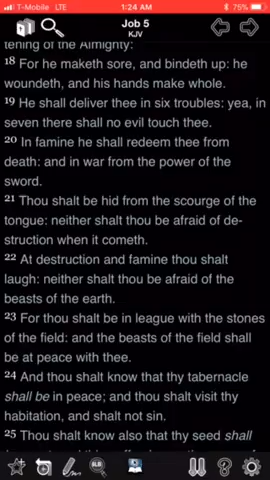 T-Mobile LTE 1:24 AM 75%
Job 5
KJV
tening of the Almighty:
18 For he maketh sore, and bindeth up: he
woundeth, and his hands make whole.
19 He shall deliver thee in six troubles: yea, in
seven there shall no evil touch thee.
20 In famine he shall redeem thee from
death: and in war from the power of the
sword.
21 Thou shalt be hid from the scourge of the
tongue: neither shalt thou be afraid of de-
struction when it cometh.
22 At destruction and famine thou shalt
laugh: neither shalt thou be afraid of the
beasts of the earth.
23 For thou shalt be in league with the stones
of the field: and the beasts of the field shall
be at peace with thee.
24 And thou shalt know that thy tabernacle
shall be in peace; and thou shalt visit thy
habitation, and shalt not sin.
25 Thou shalt know also that thy seed shall